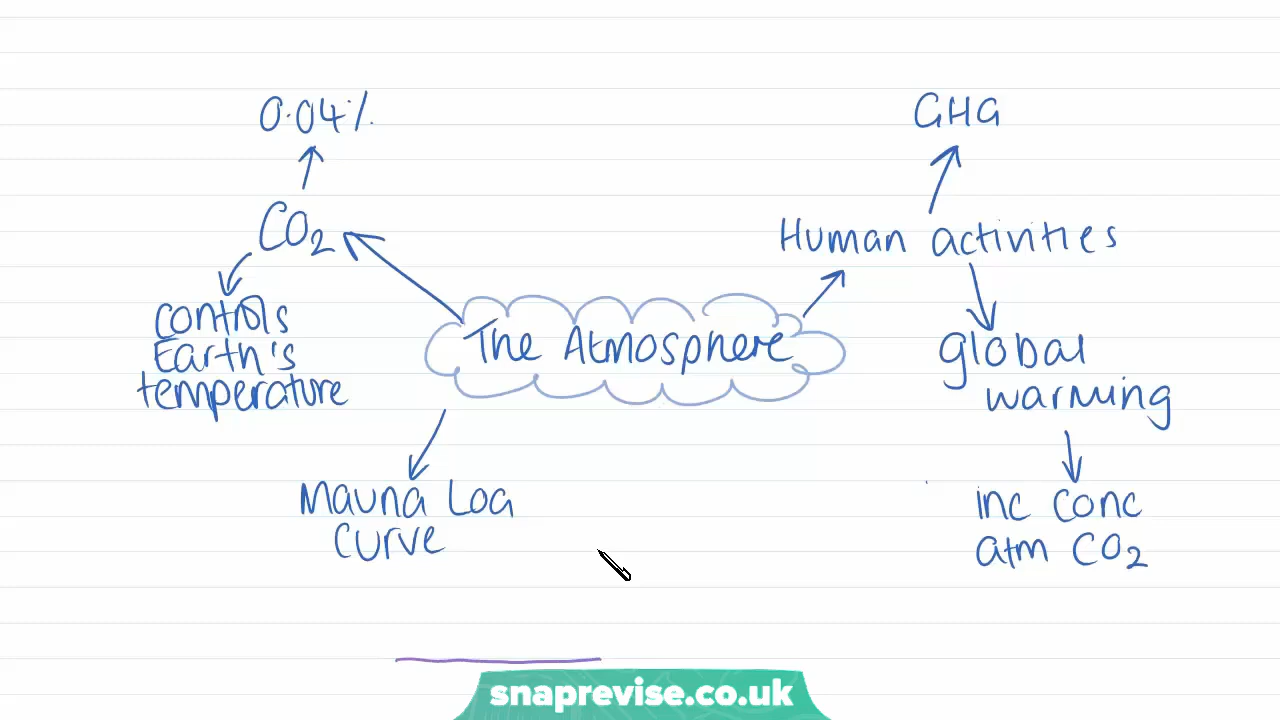 0.04%
GHG
CO2
Human activities
controls
Earth's
temperature
The Atmosphere
global
warming
Mauna Loa
curve
inc conc
atm CO2
snaprevise.co.uk